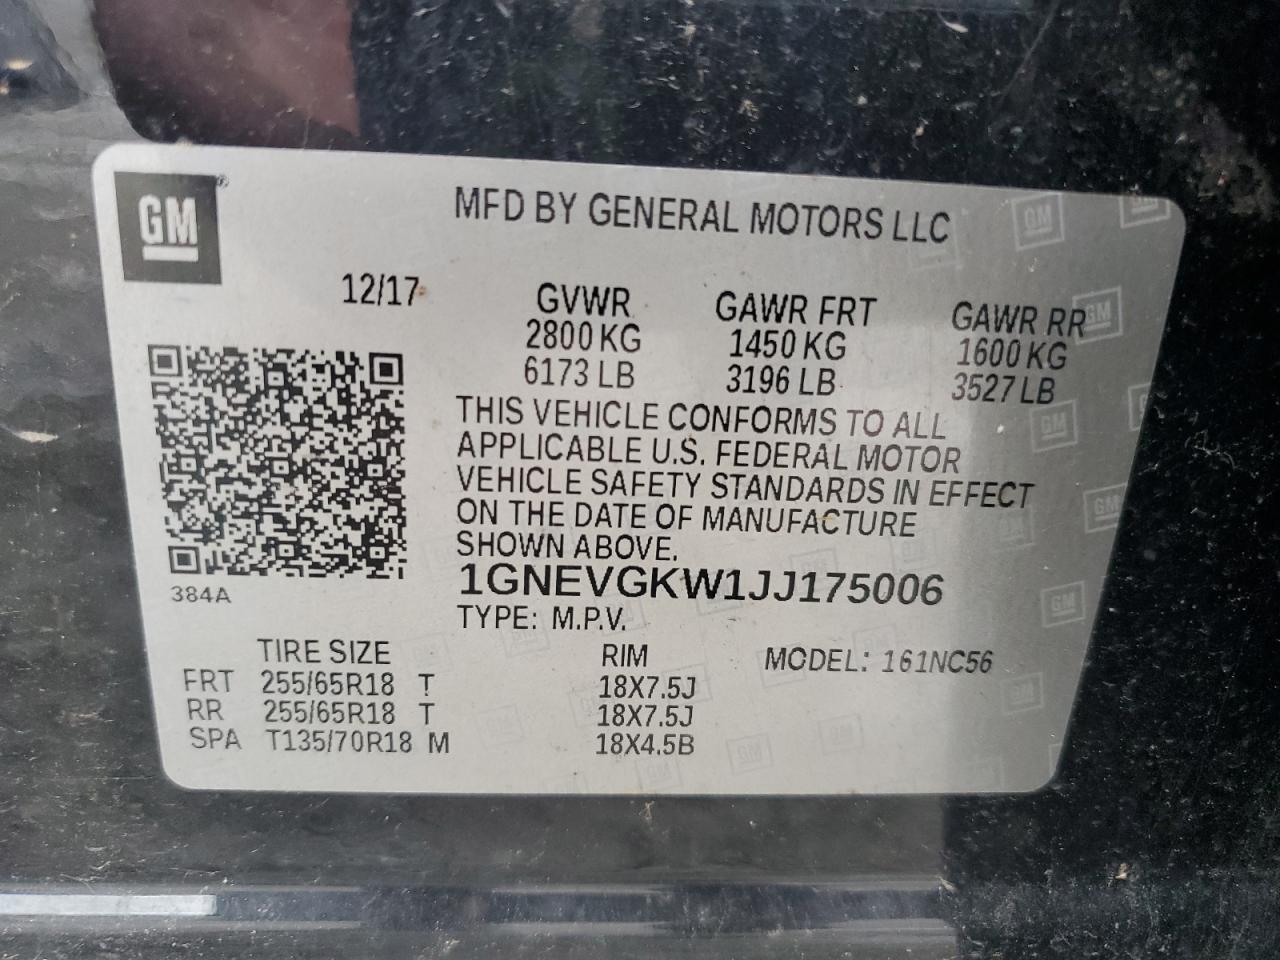 GM
MFD BY GENERAL MOTORS LLC
12/17 GVWR GAWR FRT GAWR RR
2800 KG 1450 KG 1600 KG
6173 LB 3196 LB 3527 LB
THIS VEHICLE CONFORMS TO ALL
APPLICABLE U.S. FEDERAL MOTOR
VEHICLE SAFETY STANDARDS IN EFFECT
ON THE DATE OF MANUFACTURE
SHOWN ABOVE.
384A
1GNEVGKW1JJ175006
TYPE: M.P.V.
TIRE SIZE RIM MODEL: 161NC56
FRT 255/65R18 T 18X7.5J
RR 255/65R18 T 18X7.5J
SPA T135/70R18 M 18X4.5B